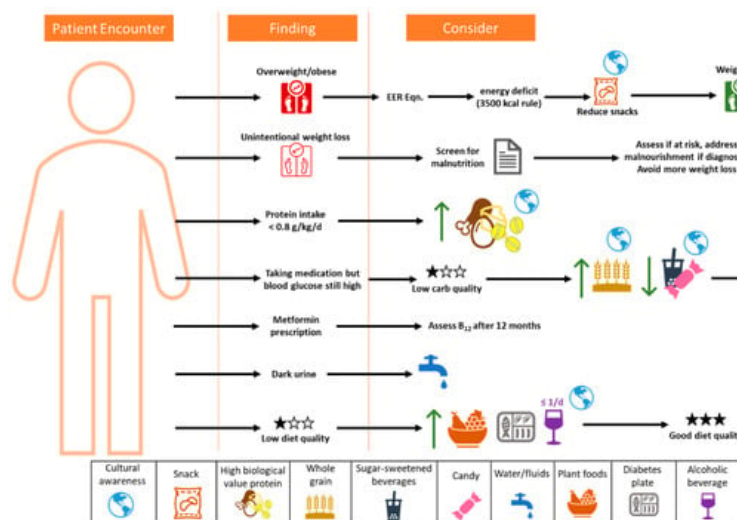 Patient Encounter
Finding
Consider
Overweight/obese
EER Eqn.
energy deficit
(3500 kcal rule)
Reduce snacks
Weig
Unintentional weight loss
Screen for
malnutrition
Assess if at risk, address
malnourishment if diagnos
Avoid more weight loss
Protein intake
< 0.8 g/kg/d
Taking medication but
blood glucose still high
Low carb quality
Metformin
prescription
Assess B12 after 12 months
Dark urine
Low diet quality
≤ 1/d
Good diet qualit
Cultural
awareness
Snack
High biological
value protein
Whole
grain
Sugar-sweetened
beverages
Candy
Water/fluids
Plant foods
Diabetes
plate
Alcoholic
beverage